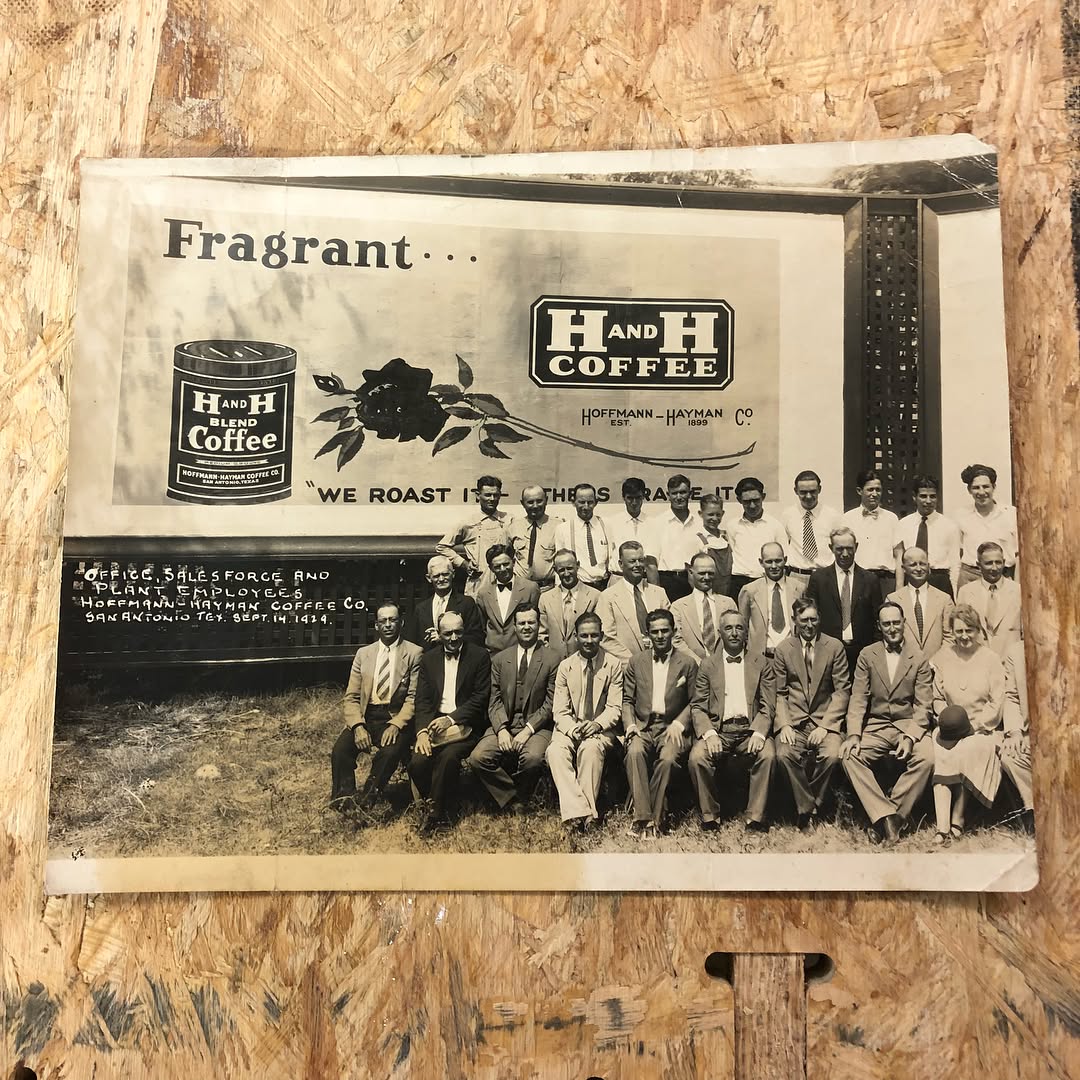 Fragrant...
H AND H
COFFEE
HOFFMANN-HAYMAN CO
EST. 1899
H AND H
BLEND
Coffee
HOFFMANN-HAYMAN COFFEE CO.
SAN ANTONIO, TEXAS
"WE ROAST IT
OFFICE, SALESFORCE AND
PLANT EMPLOYEES
HOFFMANN-HAYMAN COFFEE CO.
SAN ANTONIO TEX. SEPT. 14. 1929.